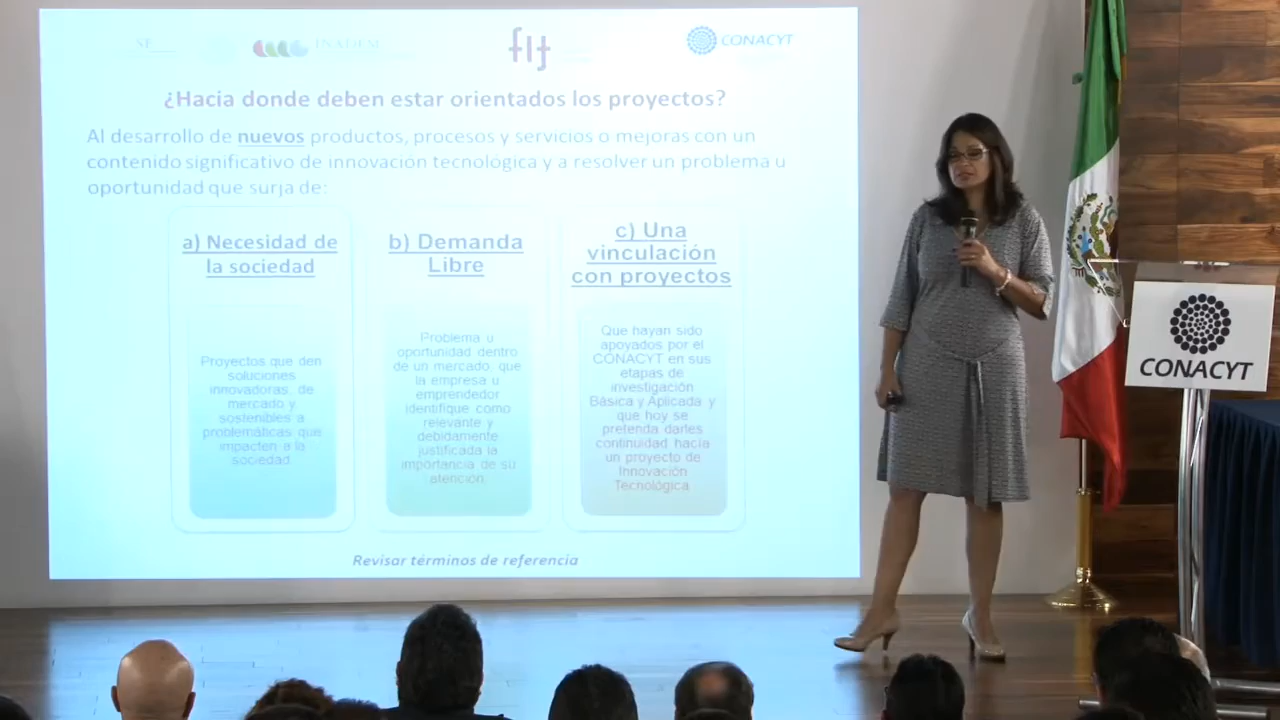 SE
INADEM
fit
CONACYT
¿Hacia donde deben estar orientados los proyectos?
Al desarrollo de nuevos productos, procesos y servicios o mejoras con un
contenido significativo de innovación tecnológica y a resolver un problema u
oportunidad que surja de:
a) Necesidad de
la sociedad
Proyectos que den
soluciones
innovadoras, de
mercado y
sostenibles a
problemáticas que
impacten a la
sociedad.
b) Demanda
Libre
Problema u
oportunidad dentro
de un mercado, que
la empresa u
emprendedor
identifique como
relevante y
debidamente
justificada la
importancia de su
atención.
c) Una
vinculación
con proyectos
Que hayan sido
apoyados por el
CONACYT en sus
etapas de
investigación
Básica y Aplicada y
que hoy se
pretenda darles
continuidad hacía
un proyecto de
Innovación
Tecnológica.
Revisar términos de referencia
CONACYT